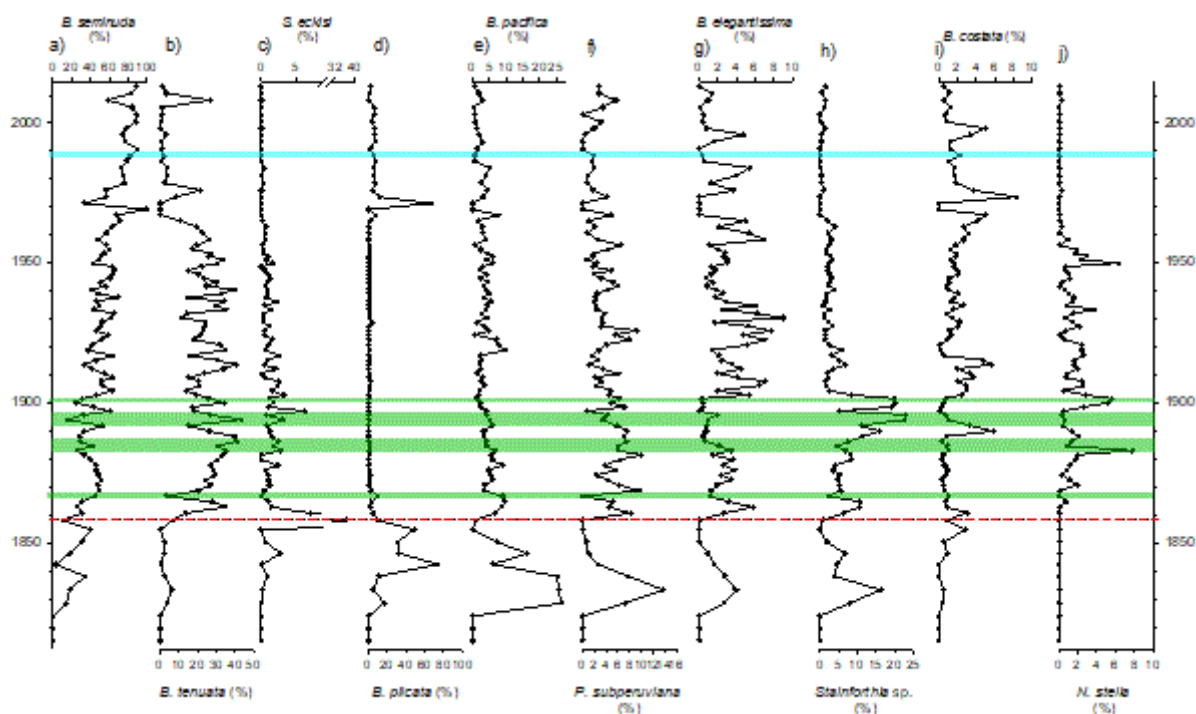 B. seminuda S. eckisi B. pacifica B. elegantissima
(%) (%) (%) (%) B. costata (%)
a) b) c) d) e) f) g) h) i) j)
0 20 40 60 80 100 0 5 32 40 0 5 10 15 20 25 0 2 4 6 8 10 0 2 4 6 8 10
2000 2000
1950 1950
1900 1900
1850 1850
0 10 20 30 40 50 0 20 40 60 80 100 0 2 4 6 8 10 12 14 16 0 5 10 15 20 25 0 2 4 6 8 10
B. tenuata (%) B. plicata (%) P. subperuviana Stainforthia sp. N. stella
(%) (%) (%)